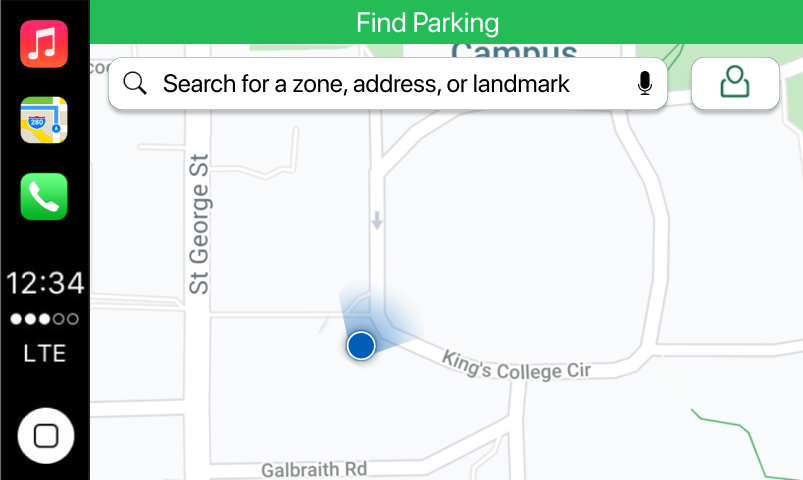 Find Parking
Campus
Search for a zone, address, or landmark
280
St George St
12:34
LTE
King's College Cir
Galbraith Rd